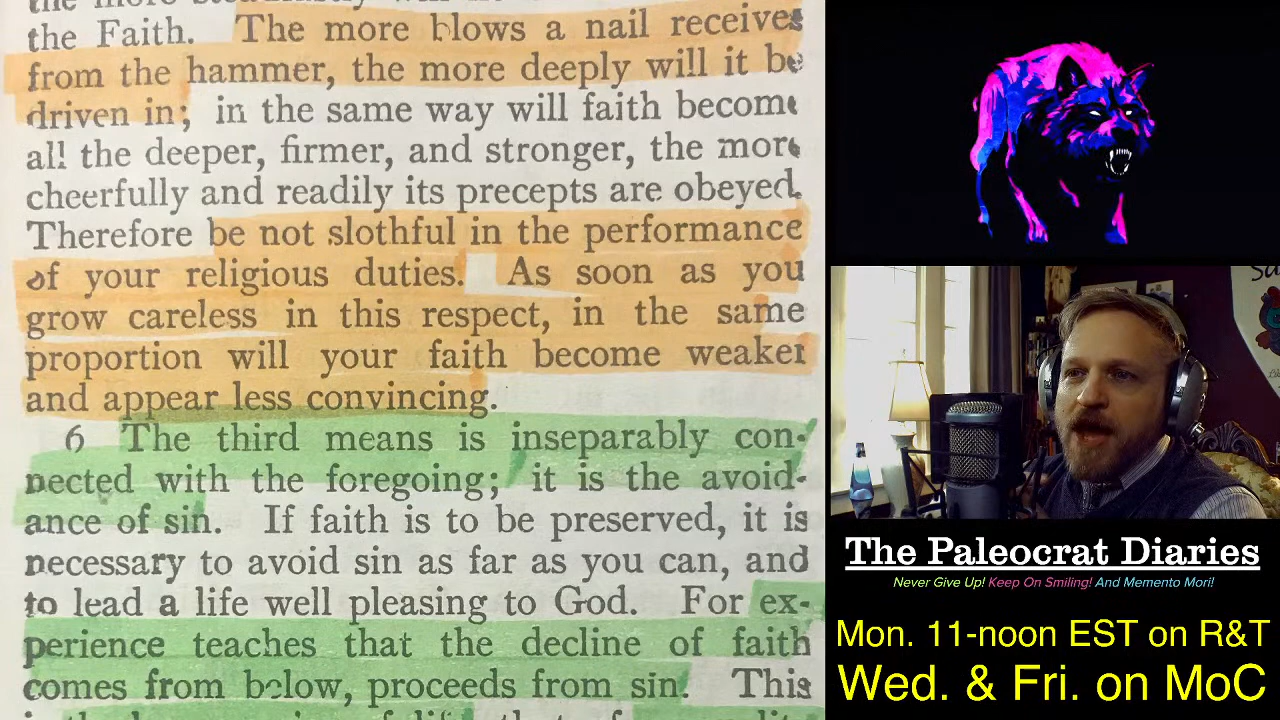 the Faith. The more blows a nail receives
from the hammer, the more deeply will it be
driven in; in the same way will faith become
all the deeper, firmer, and stronger, the more
cheerfully and readily its precepts are obeyed.
Therefore be not slothful in the performance
of your religious duties. As soon as you
grow careless in this respect, in the same
proportion will your faith become weaker
and appear less convincing.
6 The third means is inseparably con-
nected with the foregoing; it is the avoid-
ance of sin. If faith is to be preserved, it is
necessary to avoid sin as far as you can, and
to lead a life well pleasing to God. For ex-
perience teaches that the decline of faith
comes from below, proceeds from sin. This
The Paleocrat Diaries
Never Give Up! Keep On Smiling! And Memento Mori!
Mon. 11-noon EST on R&T
Wed. & Fri. on MoC